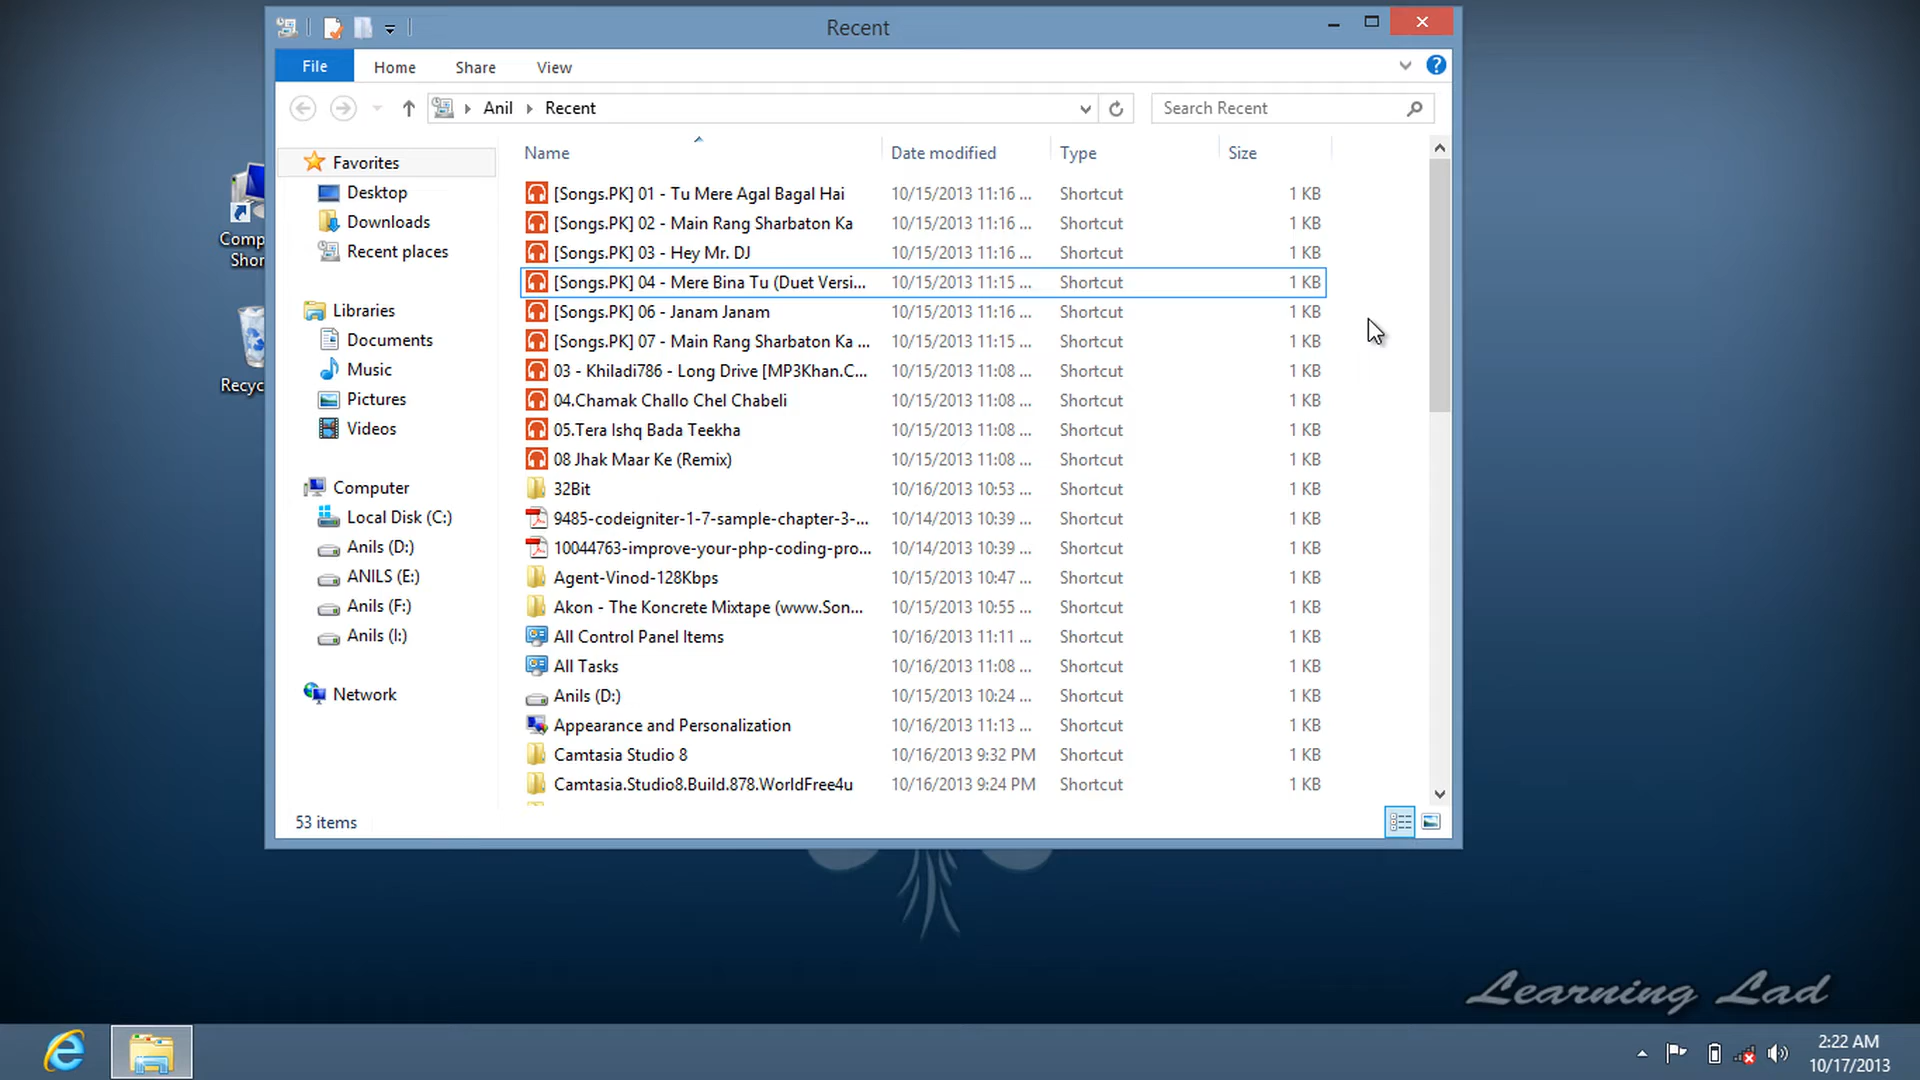 Recent
File Home Share View
Anil Recent
Search Recent
Name Date modified Type Size
Favorites
Desktop
Downloads
Recent places
Libraries
Documents
Music
Pictures
Videos
Computer
Local Disk (C:)
Anils (D:)
ANILS (E:)
Anils (F:)
Anils (I:)
Network
[Songs.PK] 01 - Tu Mere Agal Bagal Hai 10/15/2013 11:16 ... Shortcut 1 KB
[Songs.PK] 02 - Main Rang Sharbaton Ka 10/15/2013 11:16 ... Shortcut 1 KB
[Songs.PK] 03 - Hey Mr. DJ 10/15/2013 11:16 ... Shortcut 1 KB
[Songs.PK] 04 - Mere Bina Tu (Duet Versi... 10/15/2013 11:15 ... Shortcut 1 KB
[Songs.PK] 06 - Janam Janam 10/15/2013 11:16 ... Shortcut 1 KB
[Songs.PK] 07 - Main Rang Sharbaton Ka ... 10/15/2013 11:15 ... Shortcut 1 KB
03 - Khiladi786 - Long Drive [MP3Khan.C... 10/15/2013 11:08 ... Shortcut 1 KB
04.Chamak Challo Chel Chabeli 10/15/2013 11:08 ... Shortcut 1 KB
05.Tera Ishq Bada Teekha 10/15/2013 11:08 ... Shortcut 1 KB
08 Jhak Maar Ke (Remix) 10/15/2013 11:08 ... Shortcut 1 KB
32Bit 10/16/2013 10:53 ... Shortcut 1 KB
9485-codeigniter-1-7-sample-chapter-3-... 10/14/2013 10:39 ... Shortcut 1 KB
10044763-improve-your-php-coding-pro... 10/14/2013 10:39 ... Shortcut 1 KB
Agent-Vinod-128Kbps 10/15/2013 10:47 ... Shortcut 1 KB
Akon - The Koncrete Mixtape (www.Son... 10/15/2013 10:55 ... Shortcut 1 KB
All Control Panel Items 10/16/2013 11:11 ... Shortcut 1 KB
All Tasks 10/16/2013 11:08 ... Shortcut 1 KB
Anils (D:) 10/15/2013 10:24 ... Shortcut 1 KB
Appearance and Personalization 10/16/2013 11:13 ... Shortcut 1 KB
Camtasia Studio 8 10/16/2013 9:32 PM Shortcut 1 KB
Camtasia.Studio8.Build.878.WorldFree4u 10/16/2013 9:24 PM Shortcut 1 KB
53 items
Comp
Shor
Recyc
Learning Lad
2:22 AM
10/17/2013